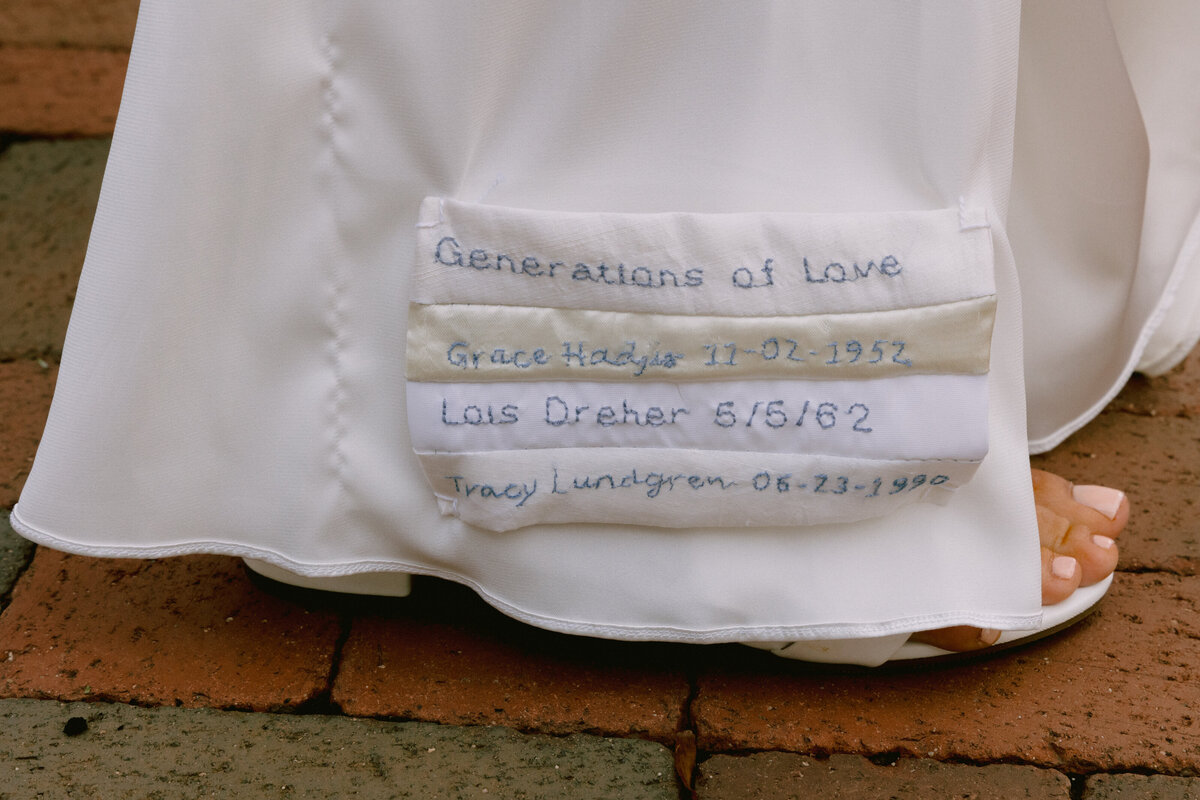 Generations of Love
Grace Hadjis 11-02-1952
Lois Dreher 5/5/62
Tracy Lundgren 06-23-1990